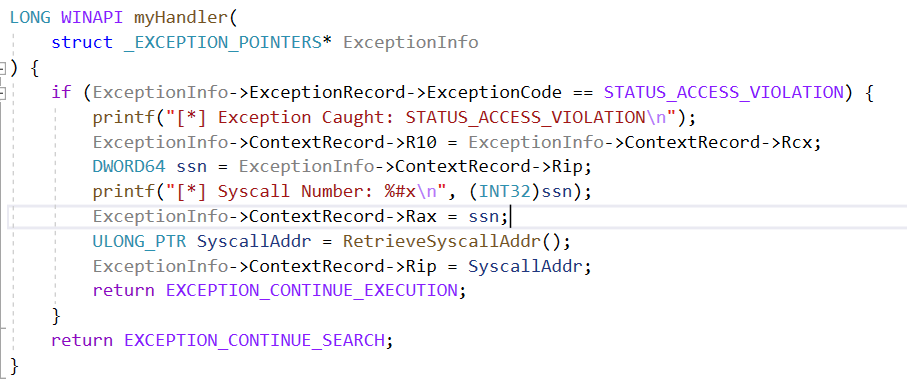 LONG WINAPI myHandler(
    struct _EXCEPTION_POINTERS* ExceptionInfo
) {
    if (ExceptionInfo->ExceptionRecord->ExceptionCode == STATUS_ACCESS_VIOLATION) {
        printf("[*] Exception Caught: STATUS_ACCESS_VIOLATION\n");
        ExceptionInfo->ContextRecord->R10 = ExceptionInfo->ContextRecord->Rcx;
        DWORD64 ssn = ExceptionInfo->ContextRecord->Rip;
        printf("[*] Syscall Number: %#x\n", (INT32)ssn);
        ExceptionInfo->ContextRecord->Rax = ssn;
        ULONG_PTR SyscallAddr = RetrieveSyscallAddr();
        ExceptionInfo->ContextRecord->Rip = SyscallAddr;
        return EXCEPTION_CONTINUE_EXECUTION;
    }
    return EXCEPTION_CONTINUE_SEARCH;
}